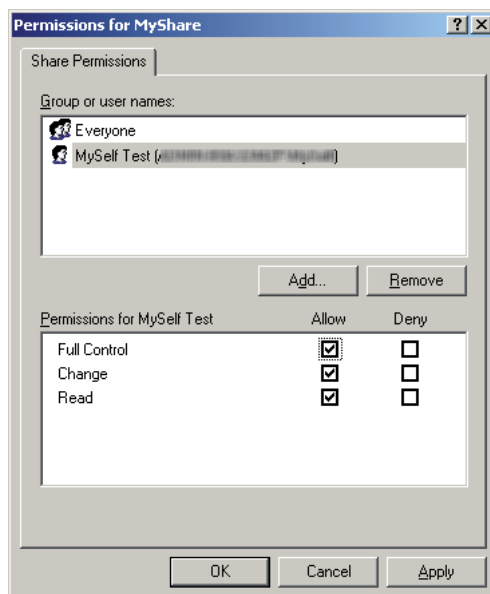 Permissions for MyShare
Share Permissions
Group or user names:
Everyone
MySelf Test (
Add... Remove
Permissions for MySelf Test Allow Deny
Full Control
Change
Read
OK Cancel Apply